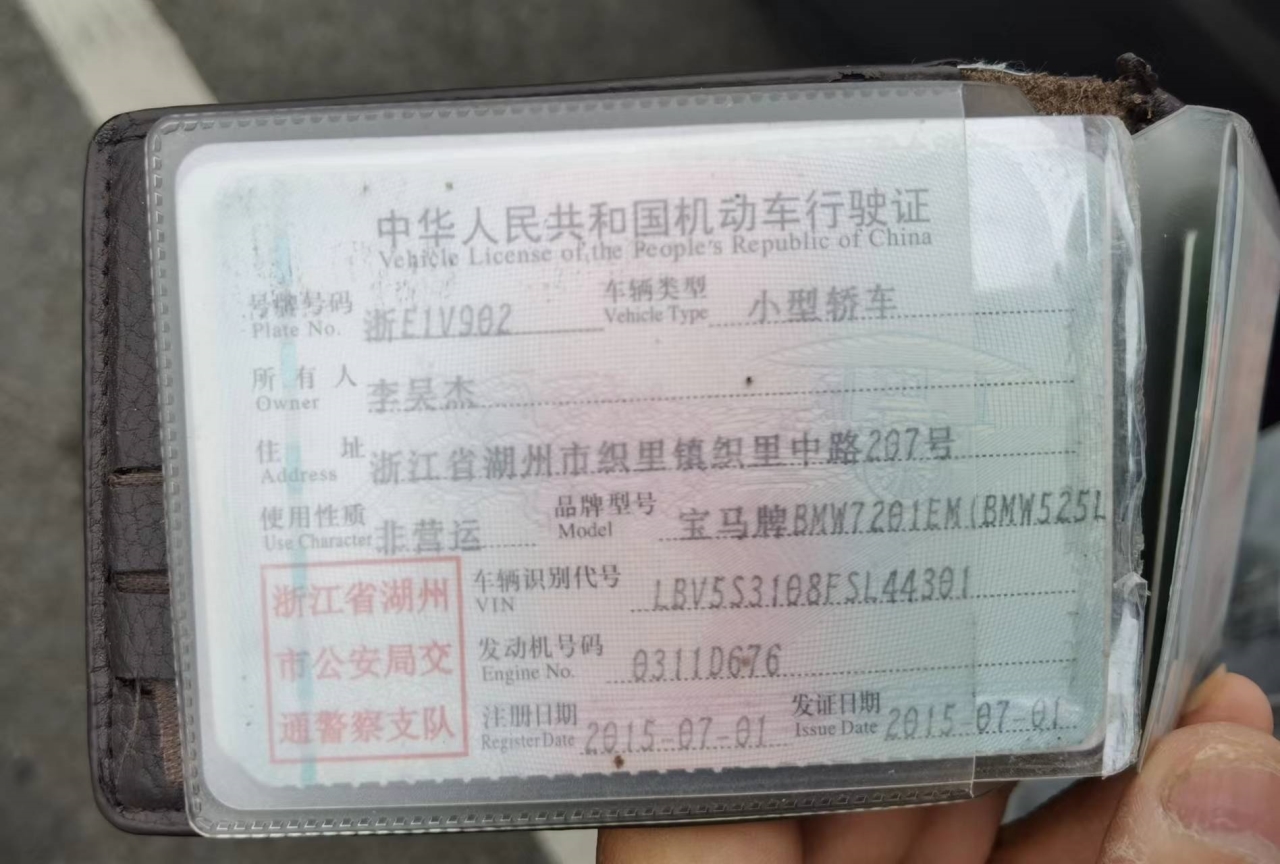 中华人民共和国机动车行驶证
Vehicle License of the People's Republic of China
号牌号码 浙E1V902 车辆类型 小型轿车
Plate No. Vehicle Type
所有人 李昊杰
Owner
住址 浙江省湖州市织里镇织里中路207号
Address
使用性质 非营运 品牌型号 宝马牌BMW7201EM(BMW525L
Use Character Model
浙江省湖州
市公安局交
通警察支队
车辆识别代号 LBV5S3108FSL44301
VIN
发动机号码 0311D676
Engine No.
注册日期 2015-07-01 发证日期 2015-07-01
Register Date Issue Date